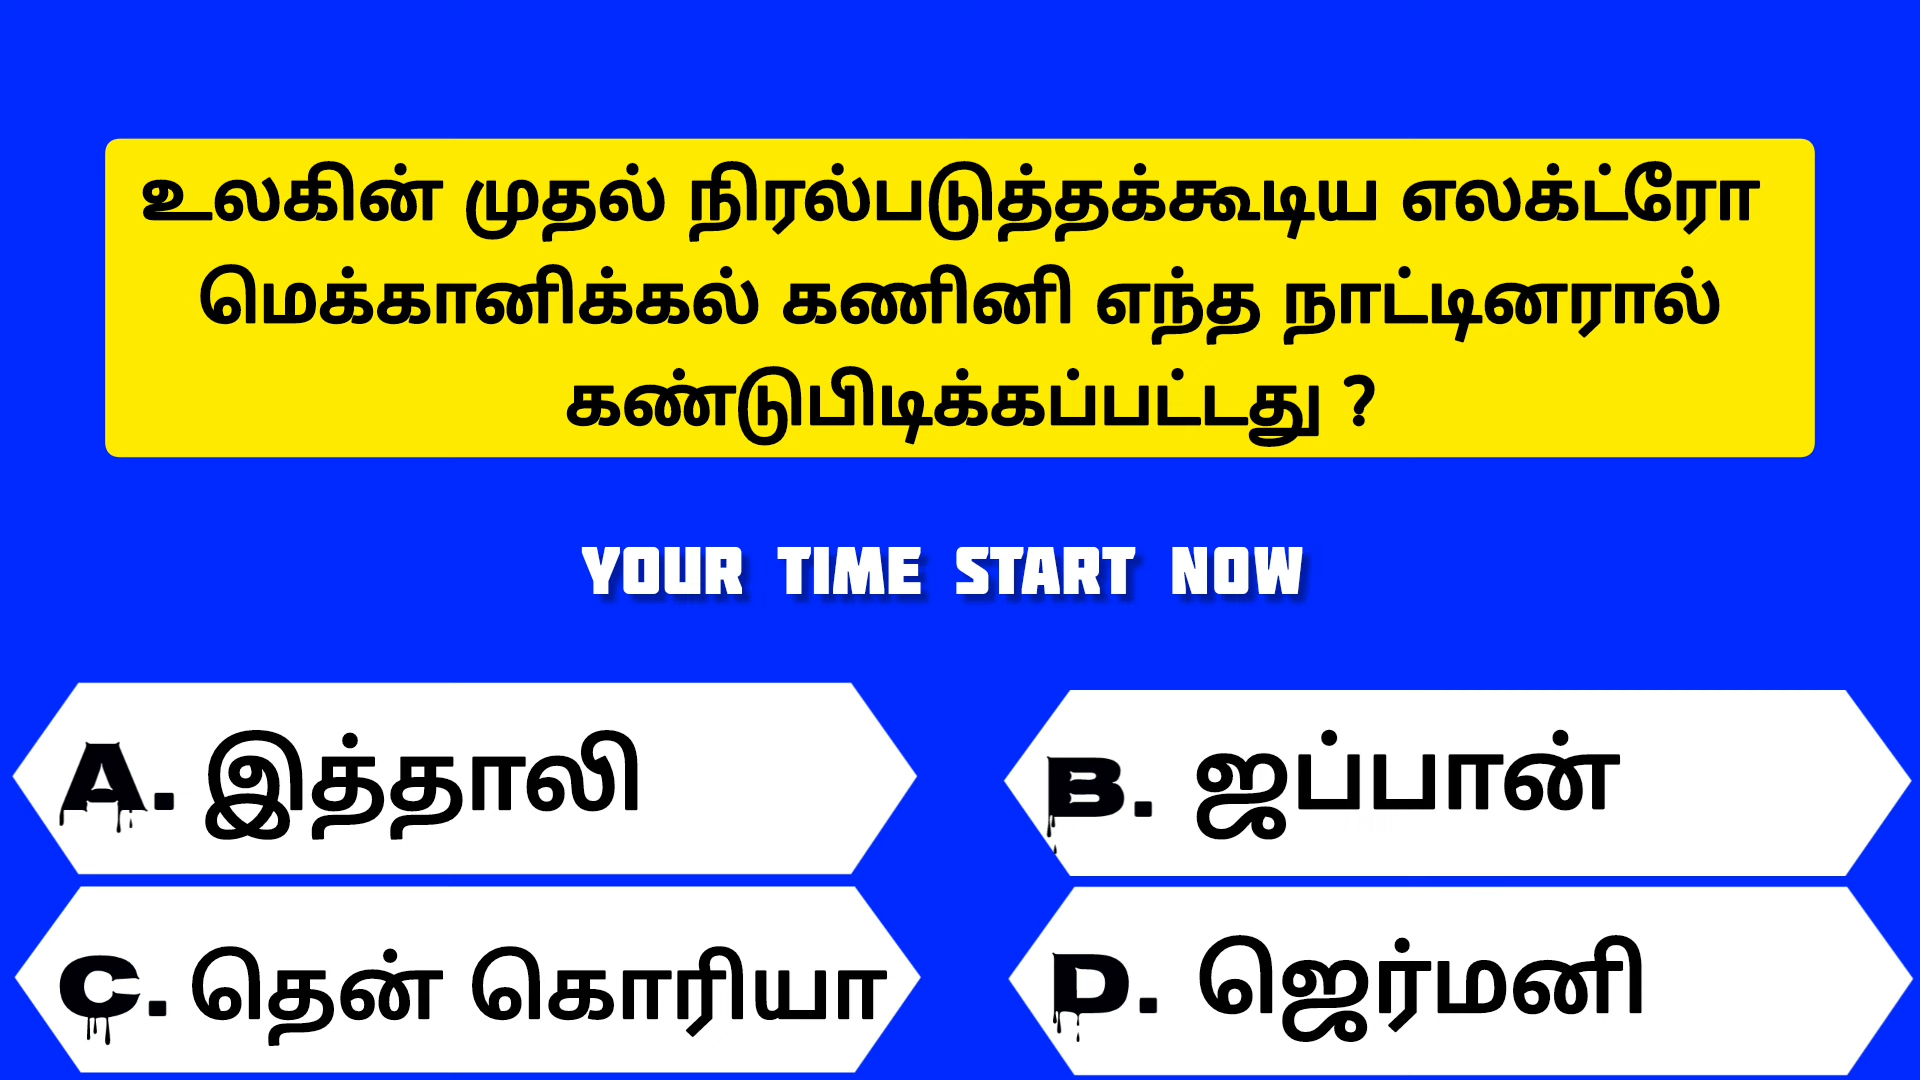 உலகின் முதல் நிரல்படுத்தக்கூடிய எலக்ட்ரோ
மெக்கானிக்கல் கணினி எந்த நாட்டினரால்
கண்டுபிடிக்கப்பட்டது ?
YOUR TIME START NOW
A. இத்தாலி
B. ஜப்பான்
C. தென் கொரியா
D. ஜெர்மனி